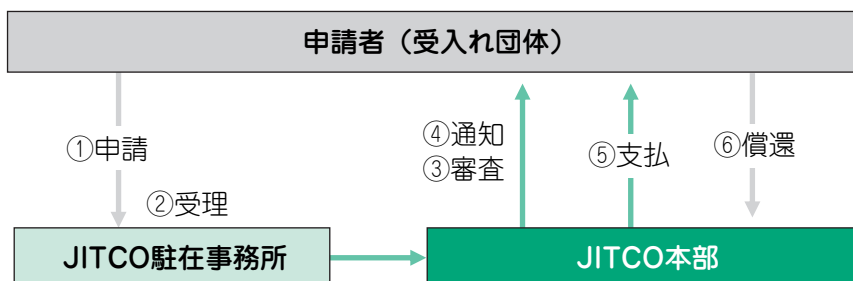 申請者（受入れ団体）
①申請
②受理
④通知
③審査
⑤支払
⑥償還
JITCO駐在事務所
JITCO本部